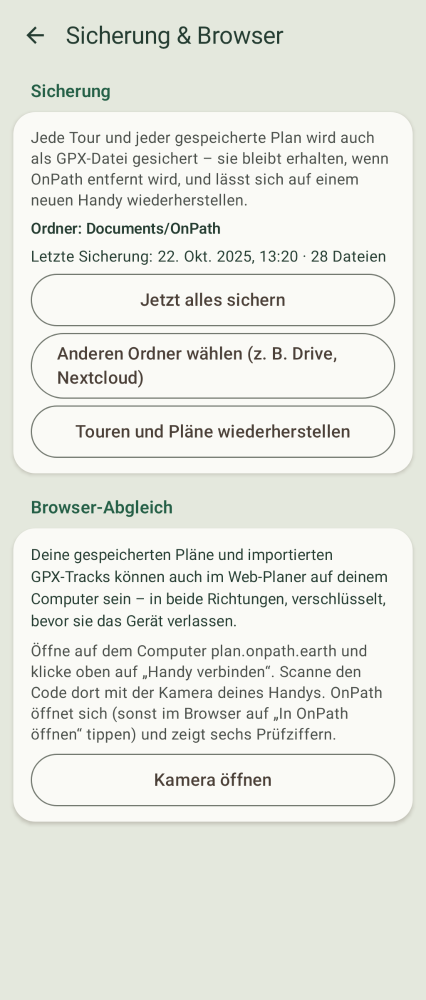 Sicherung & Browser
Sicherung
Jede Tour und jeder gespeicherte Plan wird auch
als GPX-Datei gesichert – sie bleibt erhalten, wenn
OnPath entfernt wird, und lässt sich auf einem
neuen Handy wiederherstellen.
Ordner: Documents/OnPath
Letzte Sicherung: 22. Okt. 2025, 13:20 · 28 Dateien
Jetzt alles sichern
Anderen Ordner wählen (z. B. Drive,
Nextcloud)
Touren und Pläne wiederherstellen
Browser-Abgleich
Deine gespeicherten Pläne und importierten
GPX-Tracks können auch im Web-Planer auf deinem
Computer sein – in beide Richtungen, verschlüsselt,
bevor sie das Gerät verlassen.
Öffne auf dem Computer plan.onpath.earth und
klicke oben auf „Handy verbinden“. Scanne den
Code dort mit der Kamera deines Handys. OnPath
öffnet sich (sonst im Browser auf „In OnPath
öffnen“ tippen) und zeigt sechs Prüfziffern.
Kamera öffnen